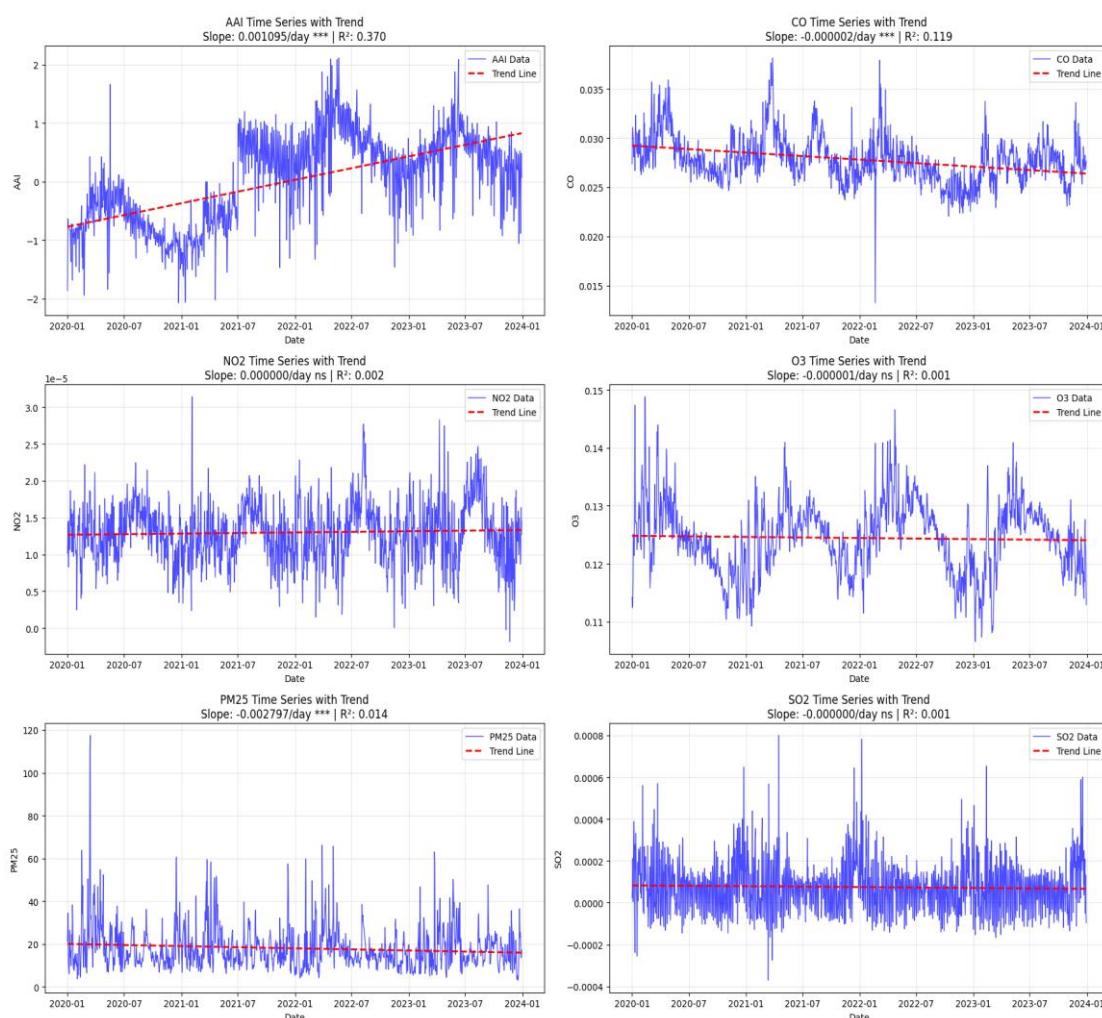 AAI Time Series with Trend
Slope: 0.001095/day *** | R²: 0.370
AAI Data
Trend Line
2
1
0
−1
−2
AAI
2020-01 2020-07 2021-01 2021-07 2022-01 2022-07 2023-01 2023-07 2024-01
Date
CO Time Series with Trend
Slope: -0.000002/day *** | R²: 0.119
CO Data
Trend Line
0.035
0.030
0.025
0.020
0.015
CO
2020-01 2020-07 2021-01 2021-07 2022-01 2022-07 2023-01 2023-07 2024-01
Date
NO2 Time Series with Trend
Slope: 0.000000/day ns | R²: 0.002
1e−5
NO2 Data
Trend Line
3.0
2.5
2.0
1.5
1.0
0.5
0.0
NO2
2020-01 2020-07 2021-01 2021-07 2022-01 2022-07 2023-01 2023-07 2024-01
Date
O3 Time Series with Trend
Slope: -0.000001/day ns | R²: 0.001
O3 Data
Trend Line
0.15
0.14
0.13
0.12
0.11
O3
2020-01 2020-07 2021-01 2021-07 2022-01 2022-07 2023-01 2023-07 2024-01
Date
PM25 Time Series with Trend
Slope: -0.002797/day *** | R²: 0.014
PM25 Data
Trend Line
120
100
80
60
40
20
0
PM25
2020-01 2020-07 2021-01 2021-07 2022-01 2022-07 2023-01 2023-07 2024-01
Date
SO2 Time Series with Trend
Slope: -0.000000/day ns | R²: 0.001
SO2 Data
Trend Line
0.0008
0.0006
0.0004
0.0002
0.0000
−0.0002
−0.0004
SO2
2020-01 2020-07 2021-01 2021-07 2022-01 2022-07 2023-01 2023-07 2024-01
Date